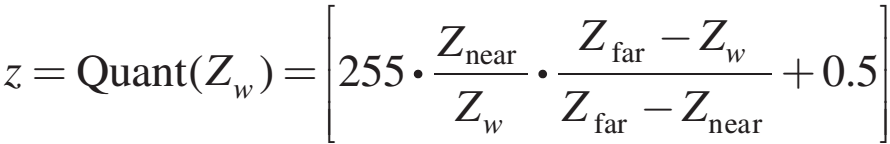 z = Quant(Z_w) = [255 · Z_near / Z_w · (Z_far − Z_w) / (Z_far − Z_near) + 0.5]